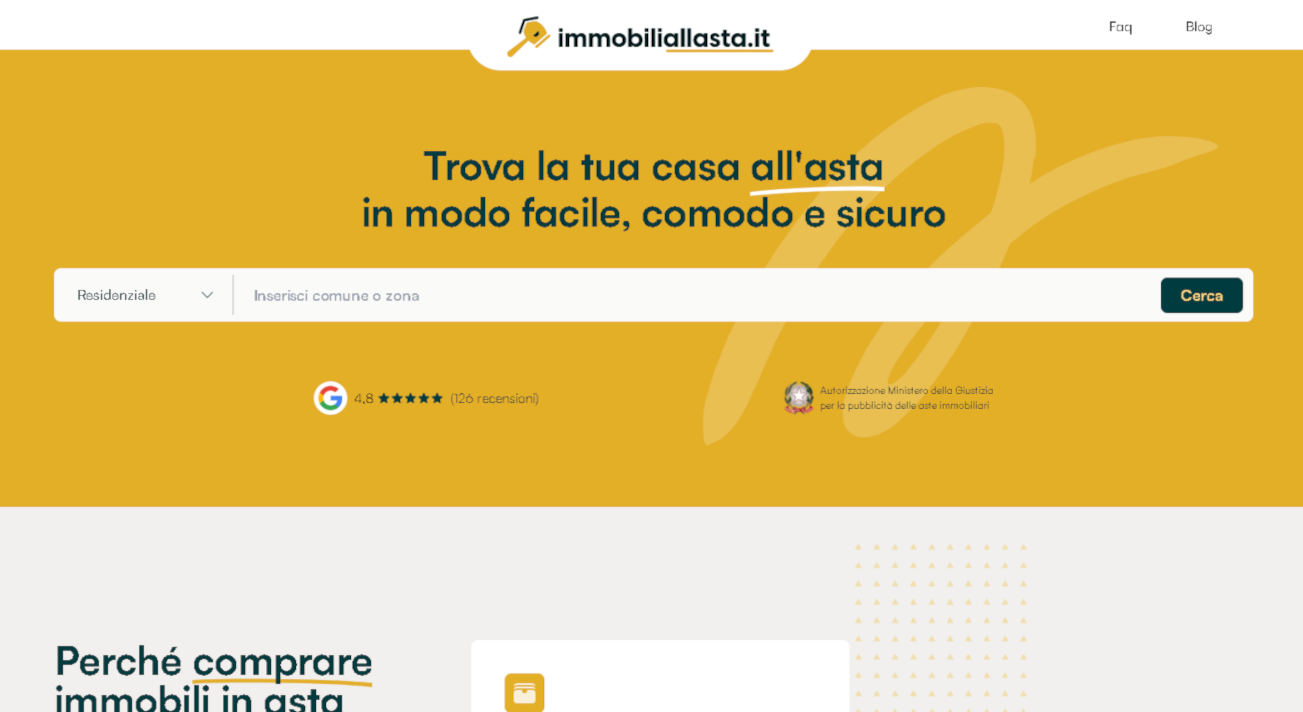 immobiliallasta.it
Faq
Blog
Trova la tua casa all'asta
in modo facile, comodo e sicuro
Residenziale
Inserisci comune o zona
Cerca
4,8 ★★★★★ (126 recensioni)
Autorizzazione Ministero della Giustizia
per la pubblicità delle aste immobiliari
Perché comprare
immobili in asta